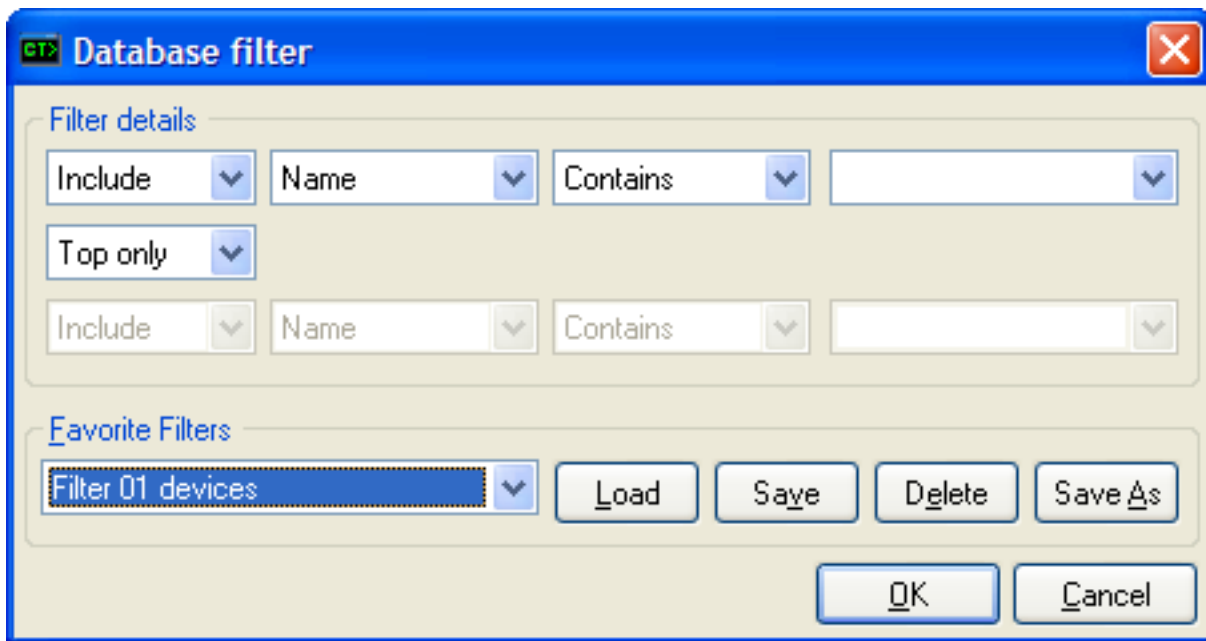 CT> Database filter
Filter details
Include Name Contains
Top only
Include Name Contains
Favorite Filters
Filter 01 devices Load Save Delete Save As
OK Cancel